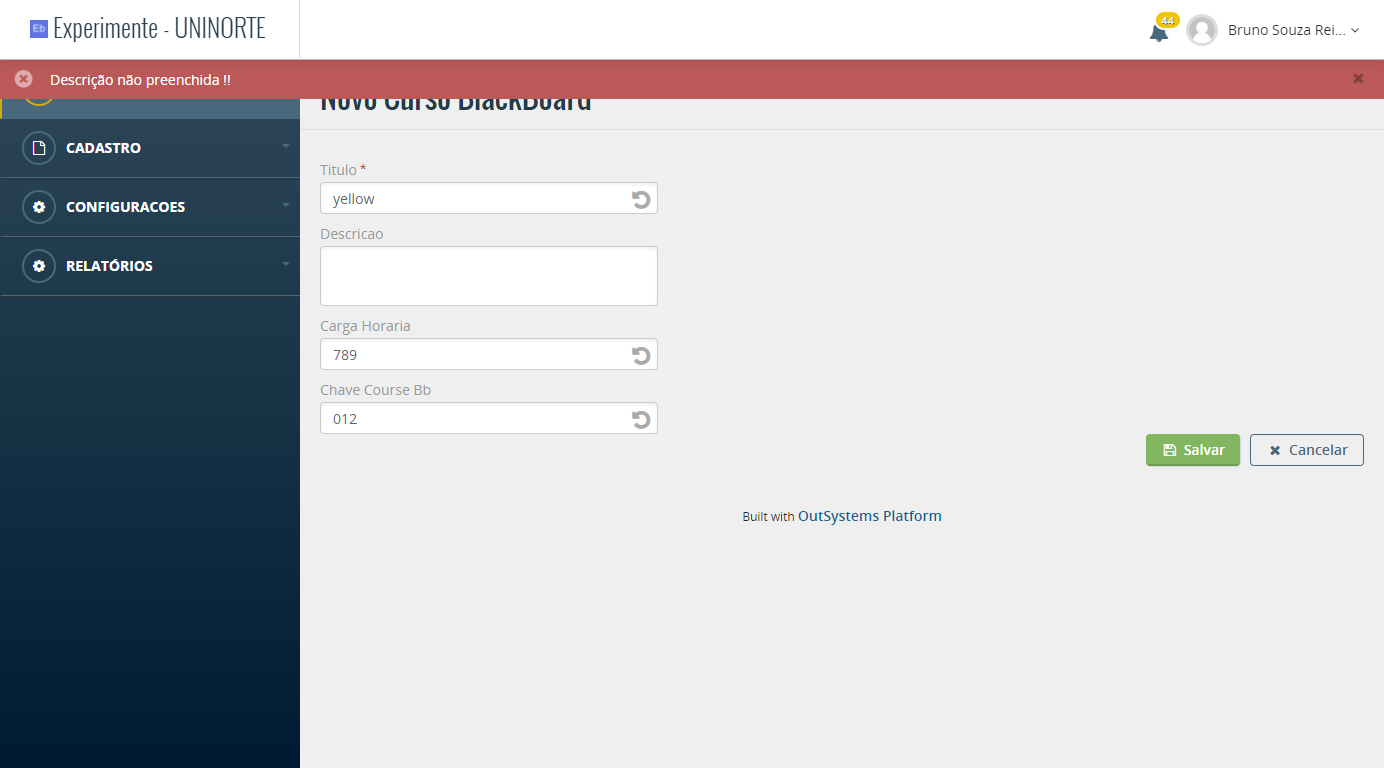 Eb Experimente - UNINORTE
44
Bruno Souza Rei...
Descrição não preenchida !!
Novo Curso BlackBoard
CADASTRO
CONFIGURACOES
RELATÓRIOS
Titulo *
yellow
Descricao
Carga Horaria
789
Chave Course Bb
012
Salvar
Cancelar
Built with OutSystems Platform